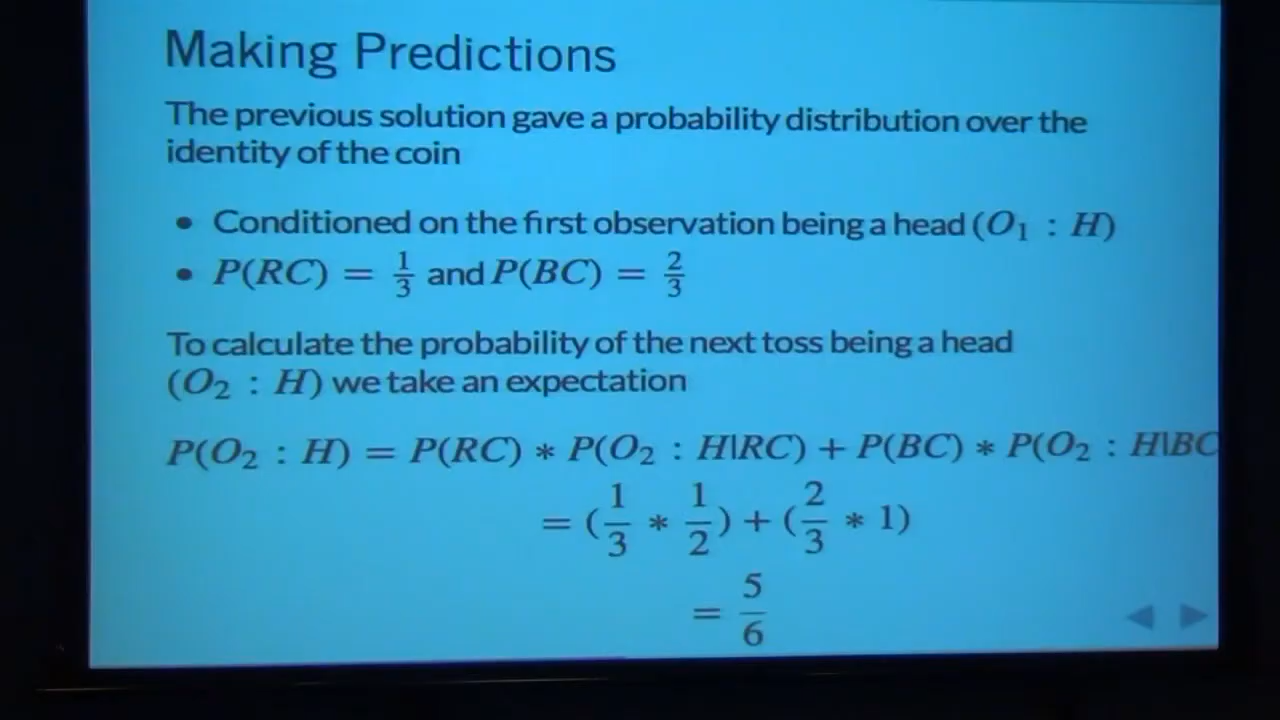 Making Predictions
The previous solution gave a probability distribution over the
identity of the coin
• Conditioned on the first observation being a head (O₁ : H)
• P(RC) = 1/3 and P(BC) = 2/3
To calculate the probability of the next toss being a head
(O₂ : H) we take an expectation
P(O₂ : H) = P(RC) * P(O₂ : H|RC) + P(BC) * P(O₂ : H|BC
= (1/3 * 1/2) + (2/3 * 1)
= 5/6